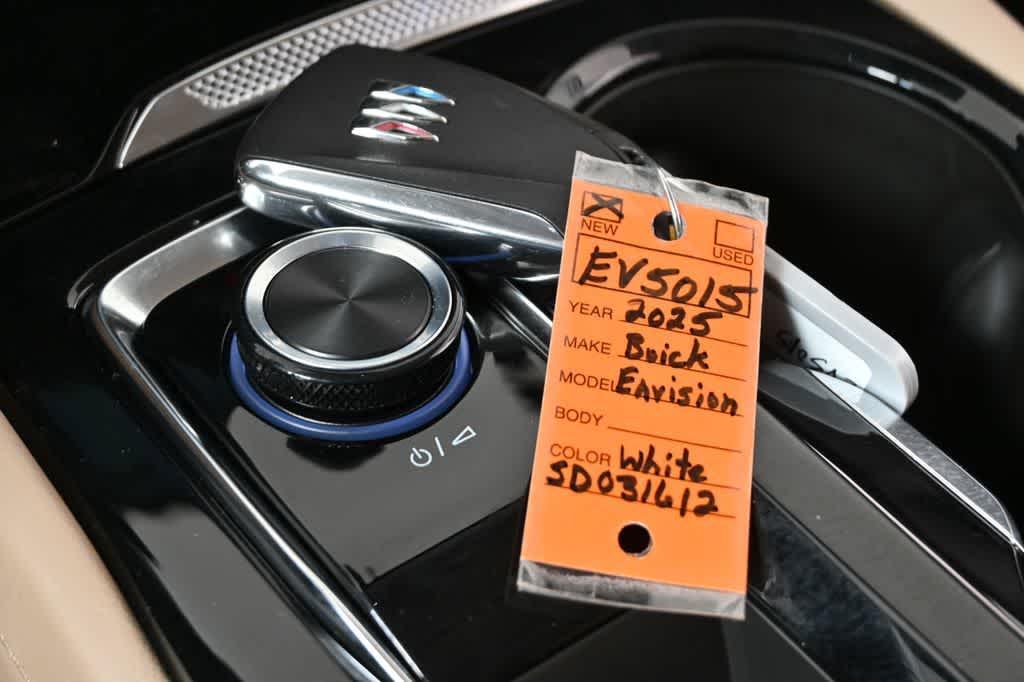 NEW
USED
EV5015
YEAR 2025
MAKE Buick
MODEL Envision
BODY
COLOR White
SD031612